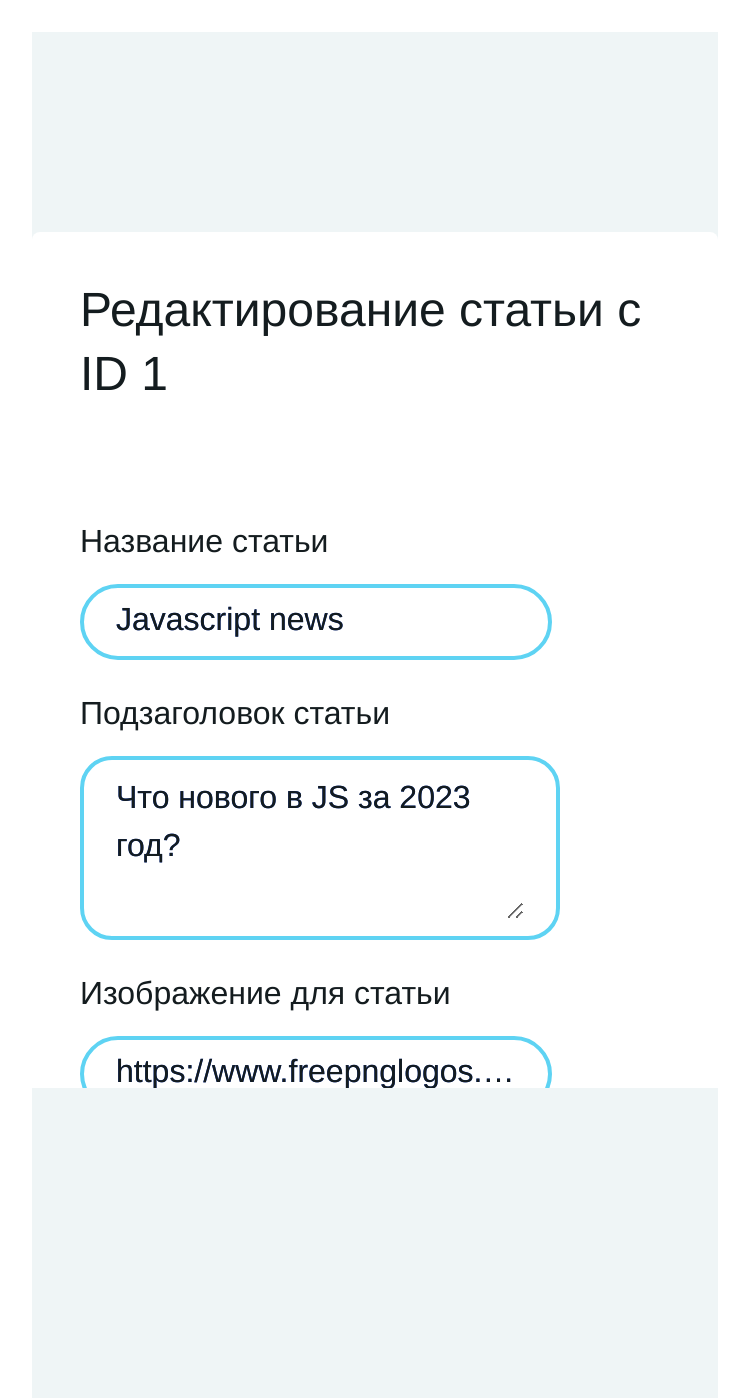 Редактирование статьи с
ID 1
Название статьи
Javascript news
Подзаголовок статьи
Что нового в JS за 2023
год?
Изображение для статьи
https://www.freepnglogos.…